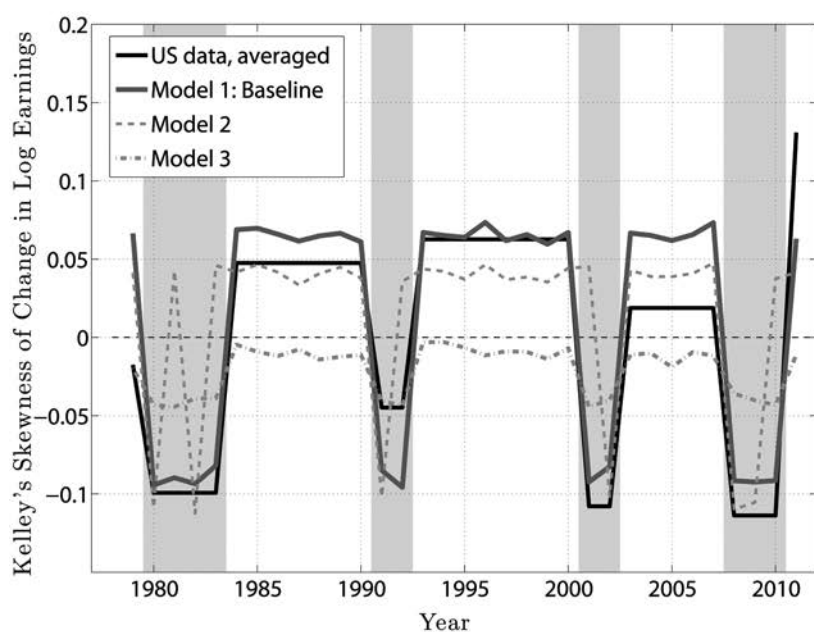 Kelley's Skewness of Change in Log Earnings
0.2
0.15
0.1
0.05
0
−0.05
−0.1
US data, averaged
Model 1: Baseline
Model 2
Model 3
1980 1985 1990 1995 2000 2005 2010
Year